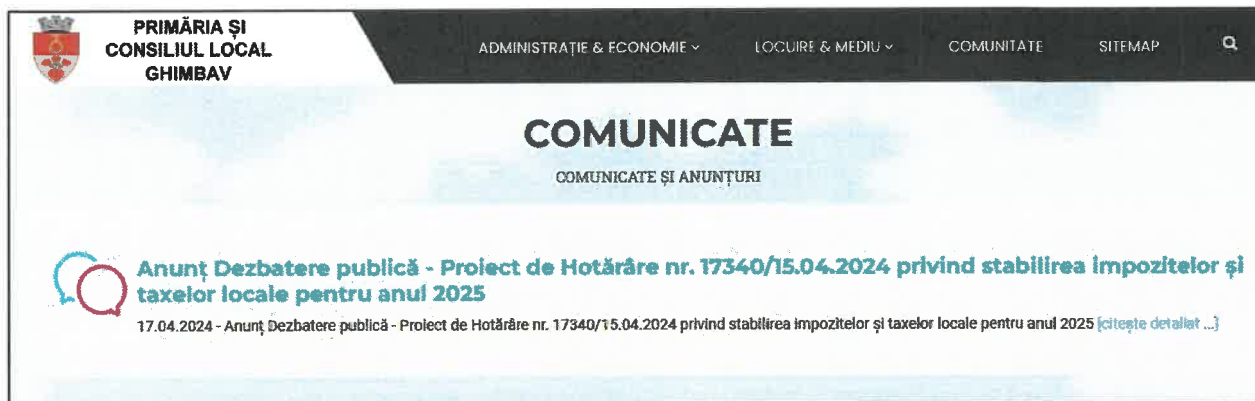 PRIMĂRIA ȘI
CONSILIUL LOCAL
GHIMBAV
ADMINISTRAȚIE & ECONOMIE
LOCUIRE & MEDIU
COMUNITATE
SITEMAP
COMUNICATE
COMUNICATE ȘI ANUNȚURI
Anunț Dezbatere publică - Proiect de Hotărâre nr. 17340/15.04.2024 privind stabilirea impozitelor și
taxelor locale pentru anul 2025
17.04.2024 - Anunț Dezbatere publică - Proiect de Hotărâre nr. 17340/15.04.2024 privind stabilirea impozitelor și taxelor locale pentru anul 2025 [citește detaliat ...]